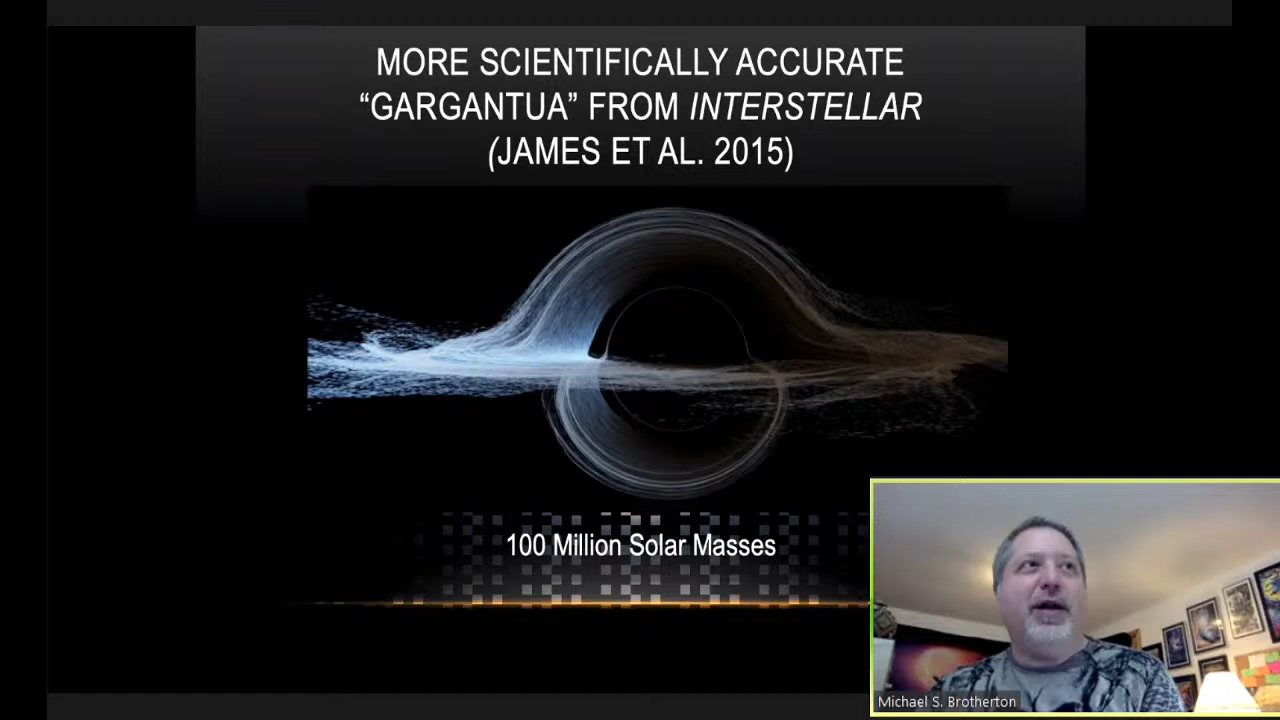 MORE SCIENTIFICALLY ACCURATE
“GARGANTUA” FROM INTERSTELLAR
(JAMES ET AL. 2015)
100 Million Solar Masses
Michael S. Brotherton